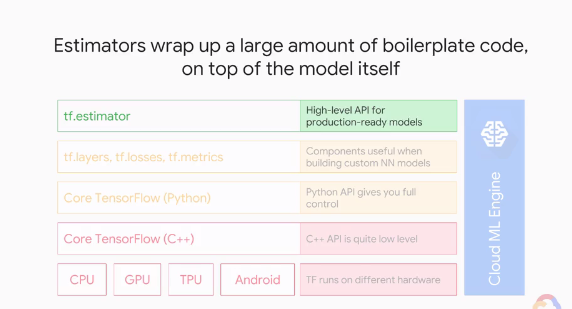 Estimators wrap up a large amount of boilerplate code,
on top of the model itself
tf.estimator
High-level API for
production-ready models
tf.layers, tf.losses, tf.metrics
Components useful when
building custom NN models
Core TensorFlow (Python)
Python API gives you full
control
Core TensorFlow (C++)
C++ API is quite low level
CPU
GPU
TPU
Android
TF runs on different hardware
Cloud ML Engine